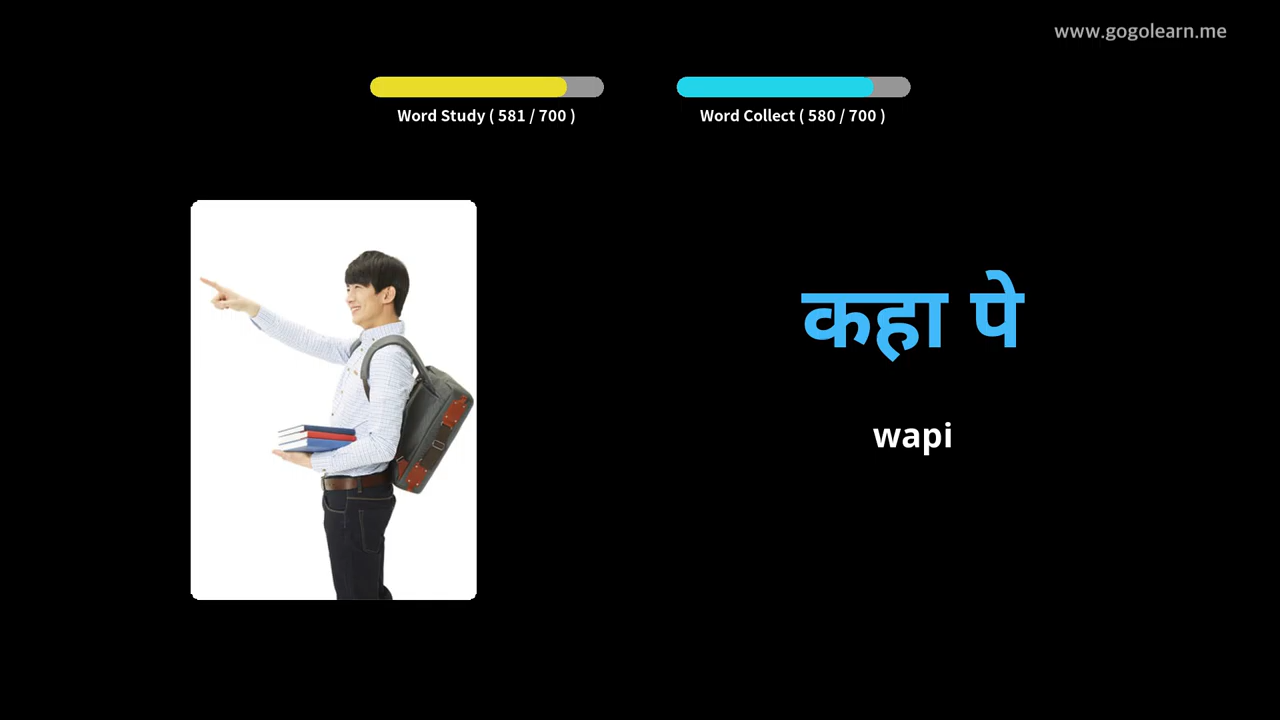 www.gogolearn.me
Word Study ( 581 / 700 )
Word Collect ( 580 / 700 )
कहा पे
wapi